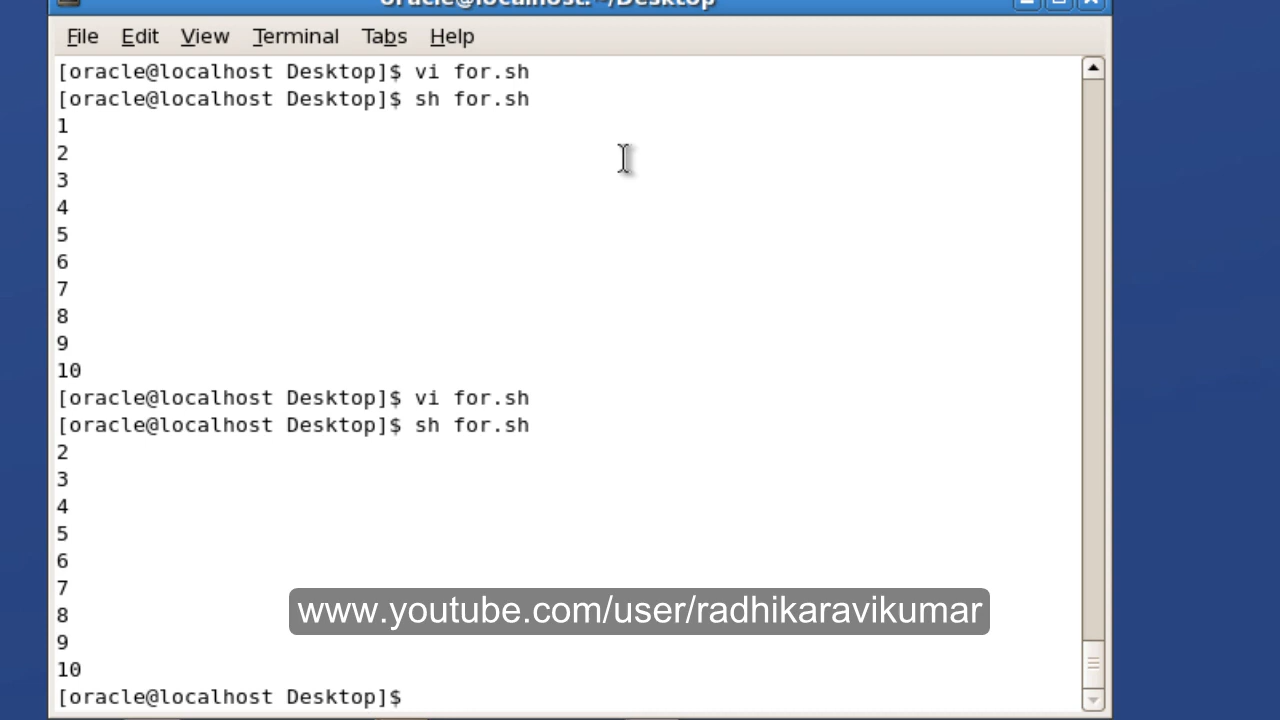 oracle@localhost:~/Desktop
File Edit View Terminal Tabs Help
[oracle@localhost Desktop]$ vi for.sh
[oracle@localhost Desktop]$ sh for.sh
1
2
3
4
5
6
7
8
9
10
[oracle@localhost Desktop]$ vi for.sh
[oracle@localhost Desktop]$ sh for.sh
2
3
4
5
6
7
8
www.youtube.com/user/radhikaravikumar
9
10
[oracle@localhost Desktop]$